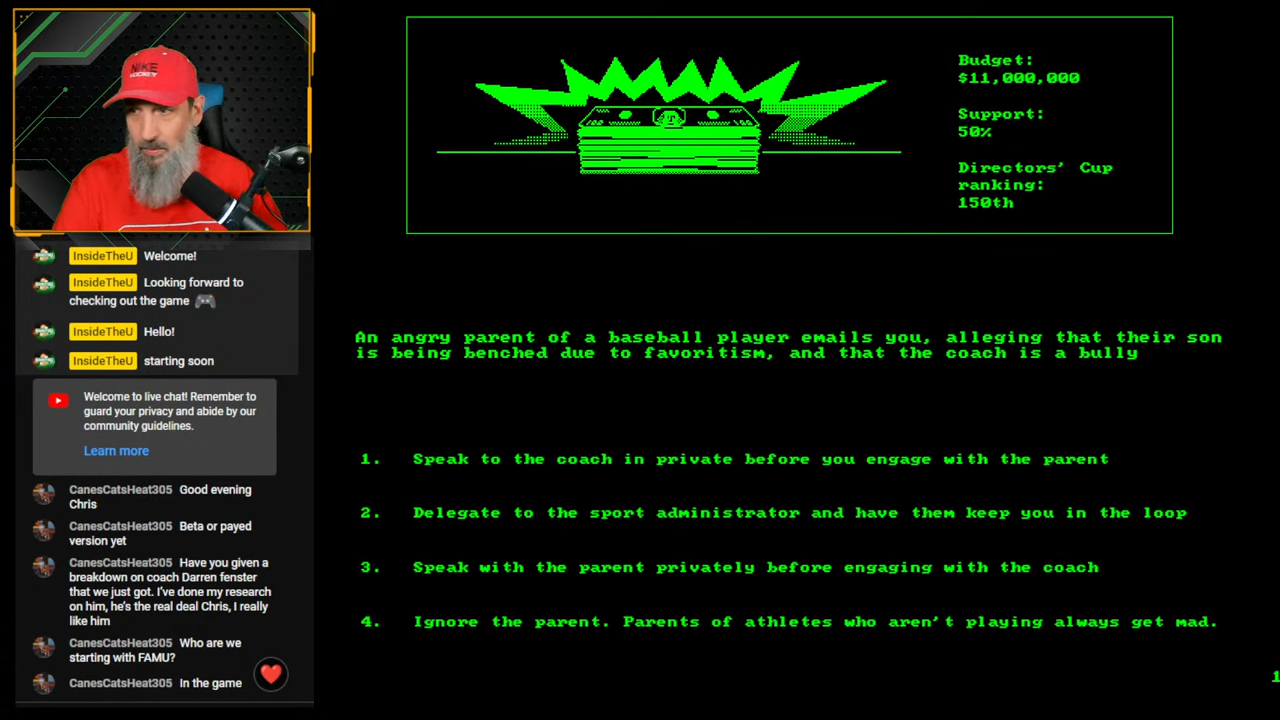 NIKE
HOCKEY
InsideTheU Welcome!
InsideTheU Looking forward to
checking out the game
InsideTheU Hello!
InsideTheU starting soon
Welcome to live chat! Remember to
guard your privacy and abide by our
community guidelines.
Learn more
CanesCatsHeat305 Good evening
Chris
CanesCatsHeat305 Beta or payed
version yet
CanesCatsHeat305 Have you given a
breakdown on coach Darren fenster
that we just got. I've done my research
on him, he's the real deal Chris, I really
like him
CanesCatsHeat305 Who are we
starting with FAMU?
CanesCatsHeat305 In the game
Budget:
$11,000,000
Support:
50%
Directors' Cup
ranking:
150th
An angry parent of a baseball player emails you, alleging that their son
is being benched due to favoritism, and that the coach is a bully
1. Speak to the coach in private before you engage with the parent
2. Delegate to the sport administrator and have them keep you in the loop
3. Speak with the parent privately before engaging with the coach
4. Ignore the parent. Parents of athletes who aren't playing always get mad.
1